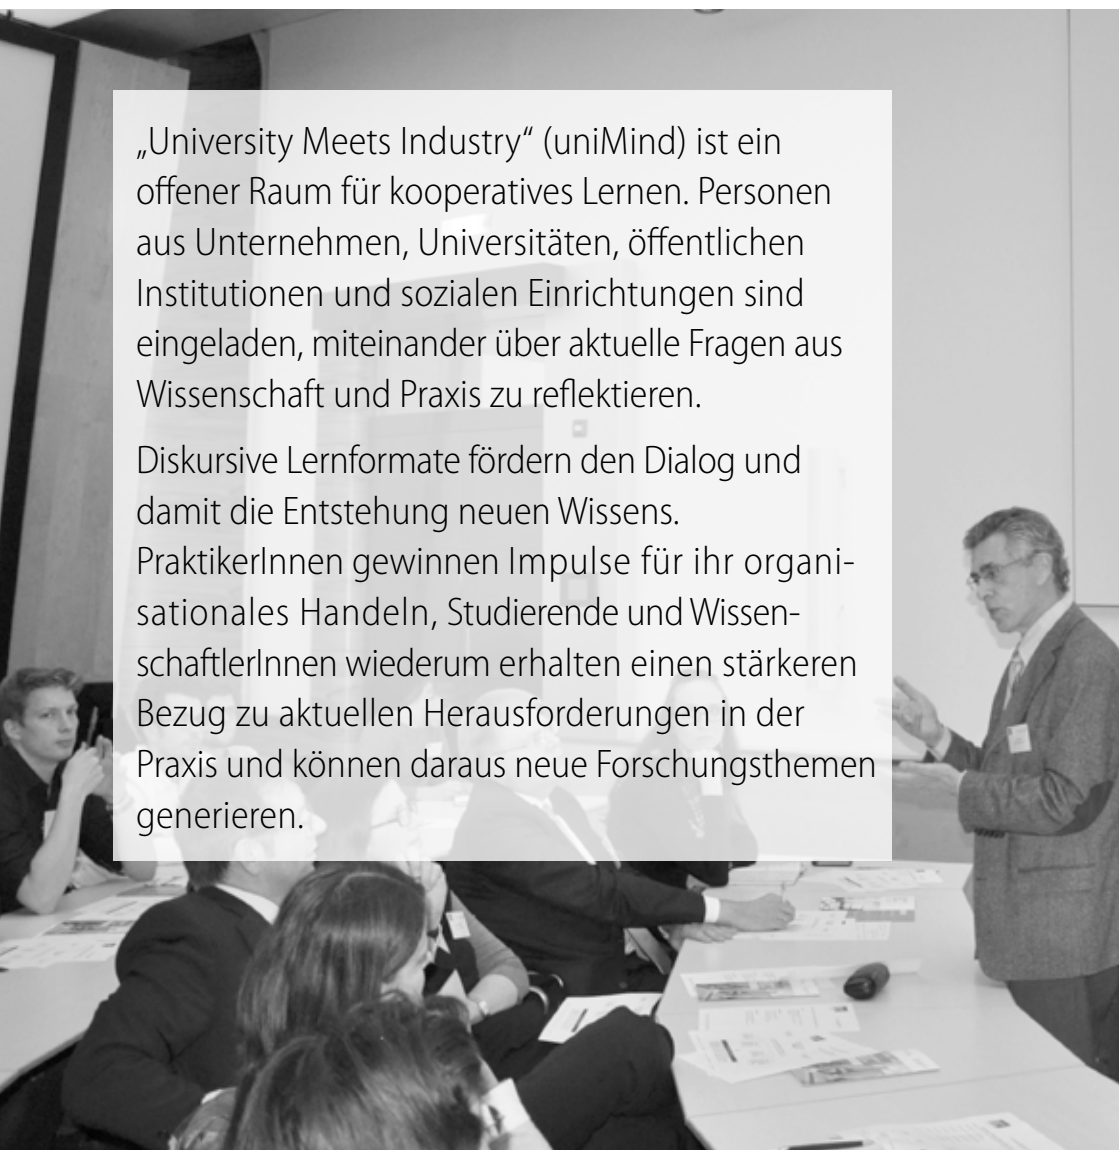 „University Meets Industry“ (uniMind) ist ein
offener Raum für kooperatives Lernen. Personen
aus Unternehmen, Universitäten, öffentlichen
Institutionen und sozialen Einrichtungen sind
eingeladen, miteinander über aktuelle Fragen aus
Wissenschaft und Praxis zu reflektieren.
Diskursive Lernformate fördern den Dialog und
damit die Entstehung neuen Wissens.
PraktikerInnen gewinnen Impulse für ihr organi-
sationales Handeln, Studierende und Wissen-
schaftlerInnen wiederum erhalten einen stärkeren
Bezug zu aktuellen Herausforderungen in der
Praxis und können daraus neue Forschungsthemen
generieren.